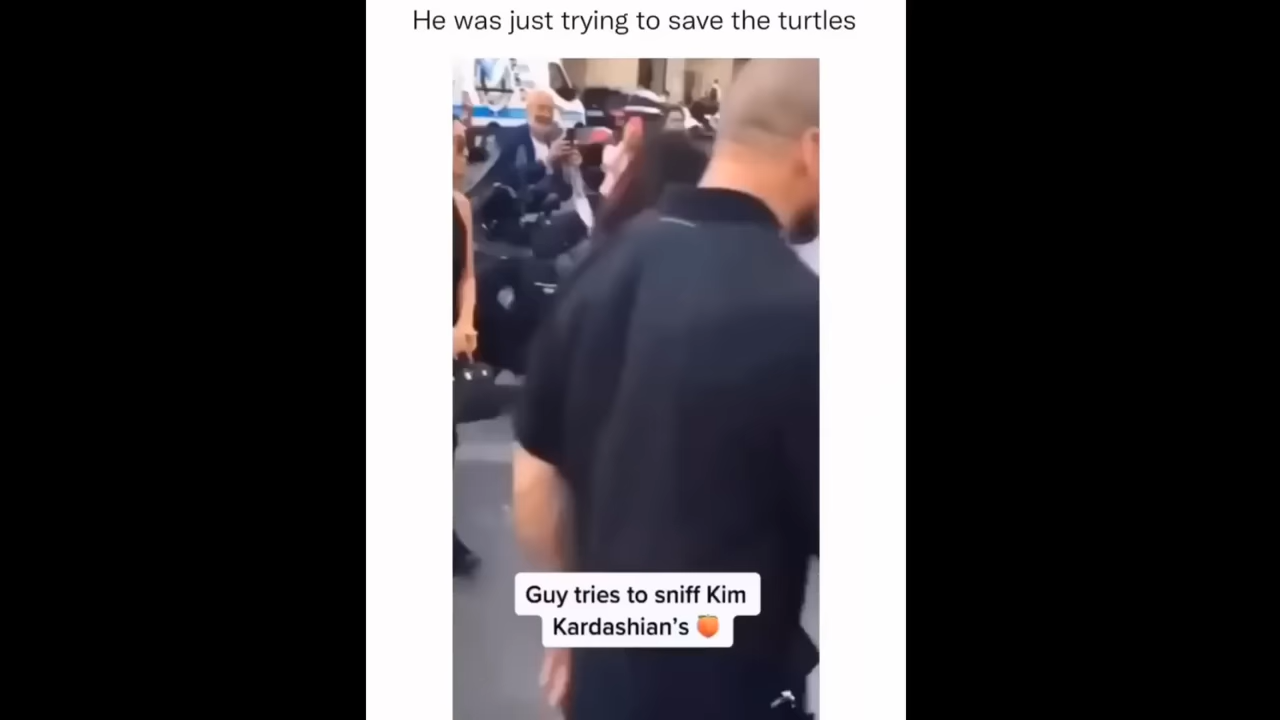 He was just trying to save the turtles
Guy tries to sniff Kim
Kardashian's 🍑